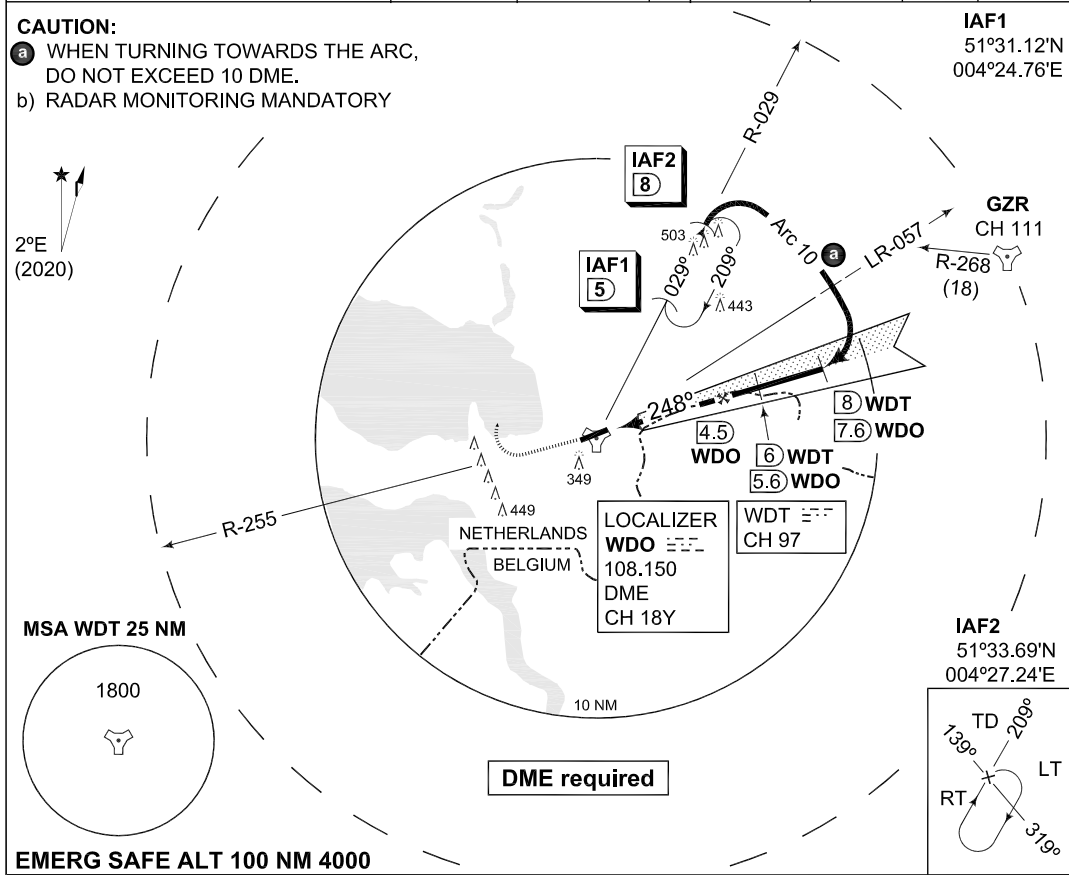 CAUTION:
a WHEN TURNING TOWARDS THE ARC,
DO NOT EXCEED 10 DME.
b) RADAR MONITORING MANDATORY
IAF1
51º31.12'N
004º24.76'E
2ºE
(2020)
R-029
IAF2
8
503
Arc 10
a
LR-057
GZR
CH 111
R-268
(18)
IAF1
5
029º
209º
443
248º
8 WDT
7.6 WDO
4.5
WDO
6 WDT
5.6 WDO
349
449
R-255
NETHERLANDS
BELGIUM
LOCALIZER
WDO
108.150
DME
CH 18Y
WDT
CH 97
MSA WDT 25 NM
1800
10 NM
IAF2
51º33.69'N
004º27.24'E
TD
209º
139º
LT
RT
319º
DME required
EMERG SAFE ALT 100 NM 4000